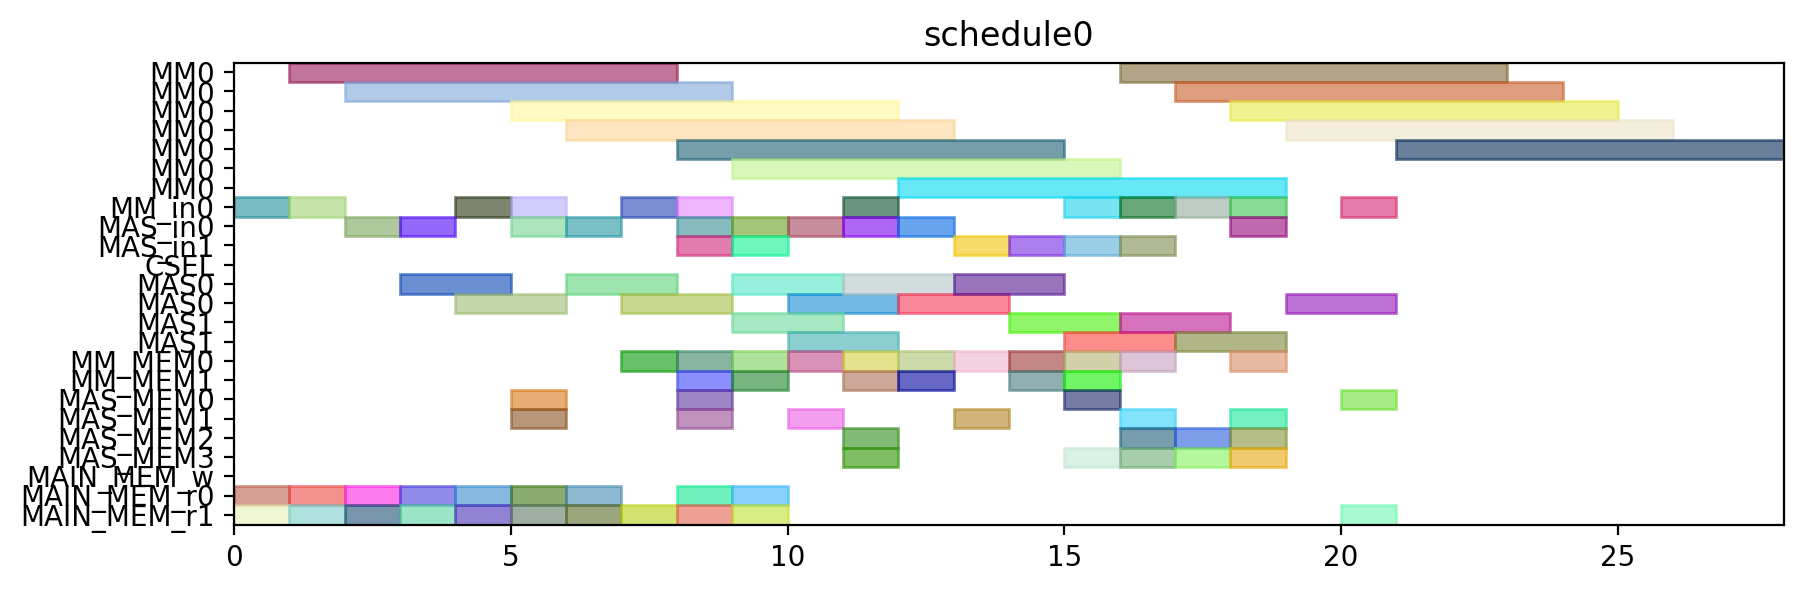 schedule0
MM0
MM0
MM0
MM0
MM0
MM0
MM0
MM_in0
MAS_in0
MAS_in1
CSEL
MAS0
MAS0
MAS1
MAS1
MM_MEM0
MM_MEM1
MAS_MEM0
MAS_MEM1
MAS_MEM2
MAS_MEM3
MAIN_MEM_w
MAIN_MEM_r0
MAIN_MEM_r1
0 5 10 15 20 25